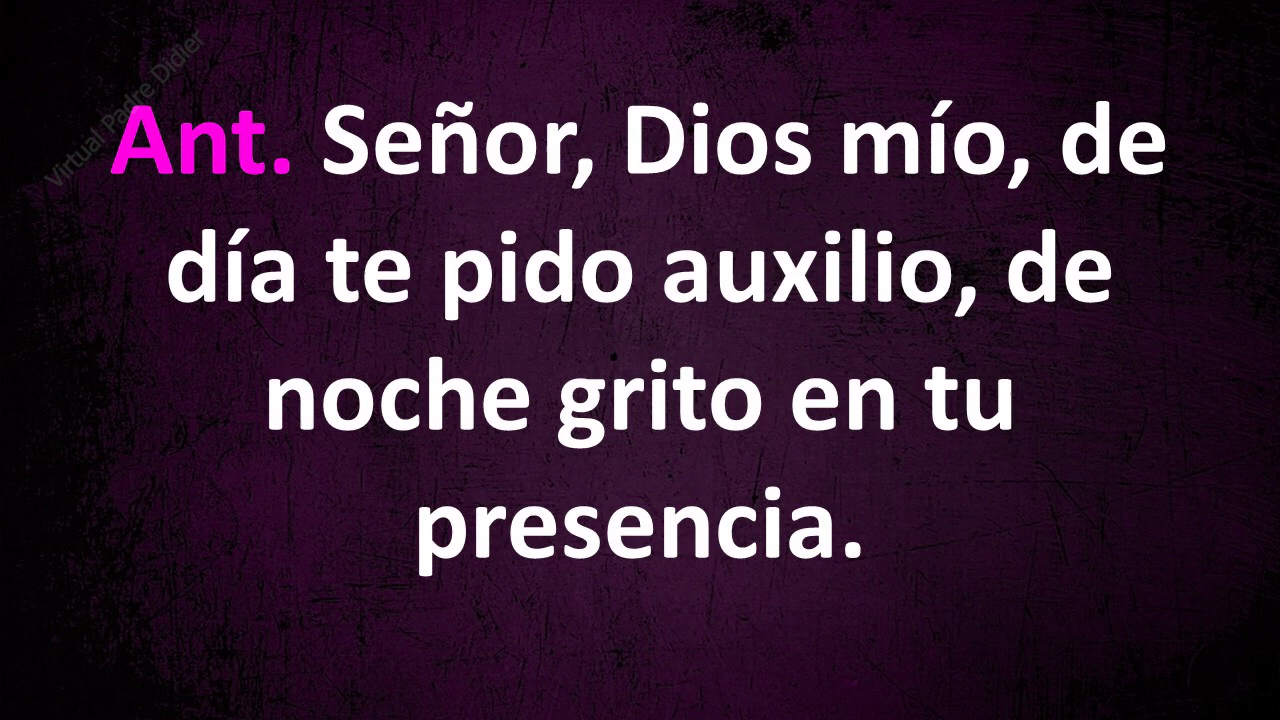 Virtual Padre Didier
Ant. Señor, Dios mío, de
día te pido auxilio, de
noche grito en tu
presencia.